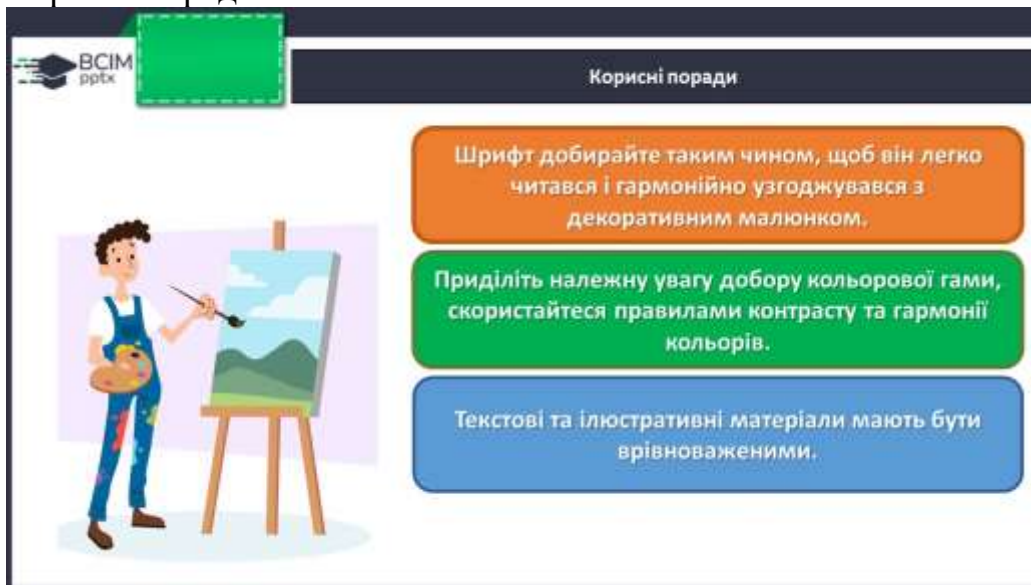 ВСІМ
pptx
Корисні поради
Шрифт добирайте таким чином, щоб він легко
читався і гармонійно узгоджувався з
декоративним малюнком.
Приділіть належну увагу добору кольорової гами,
скористайтеся правилами контрасту та гармонії
кольорів.
Текстові та ілюстративні матеріали мають бути
врівноваженими.